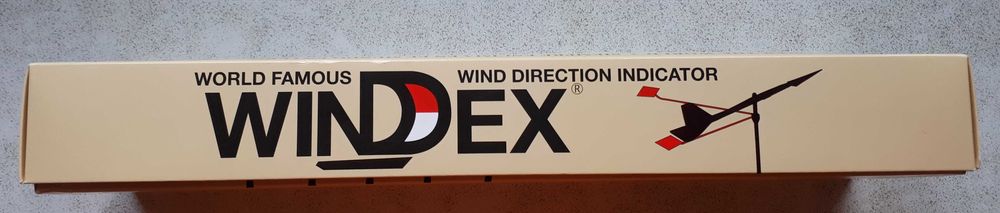 WORLD FAMOUS WIND DIRECTION INDICATOR
WINDEX®